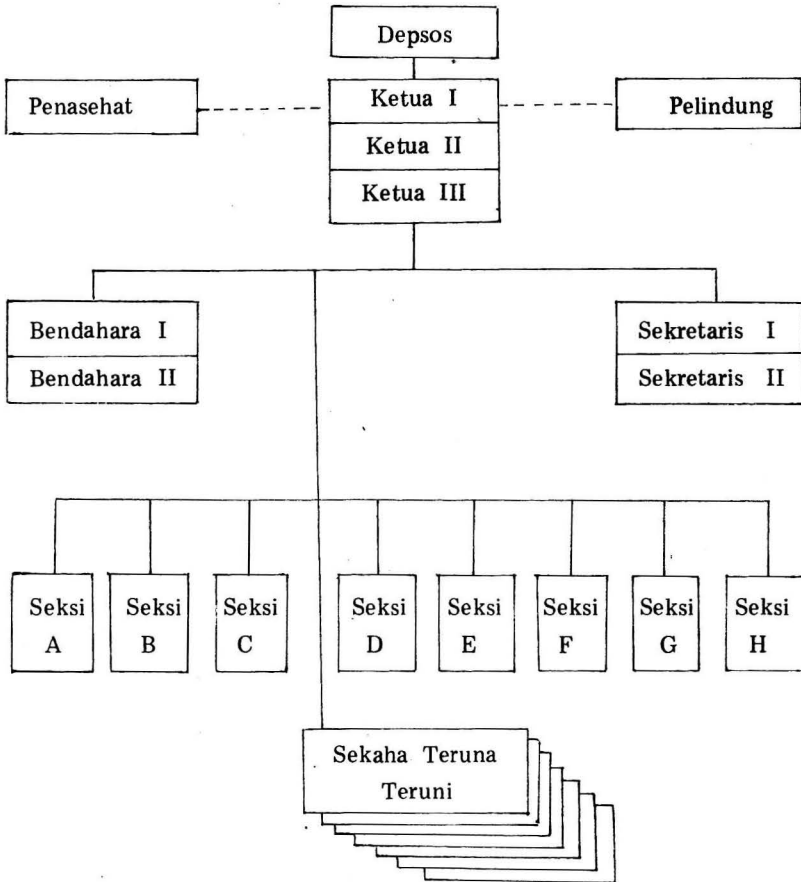 Depsos
Penasehat
Ketua I
Pelindung
Ketua II
Ketua III
Bendahara I
Sekretaris I
Bendahara II
Sekretaris II
Seksi
A
Seksi
B
Seksi
C
Seksi
D
Seksi
E
Seksi
F
Seksi
G
Seksi
H
Sekaha Teruna
Teruni